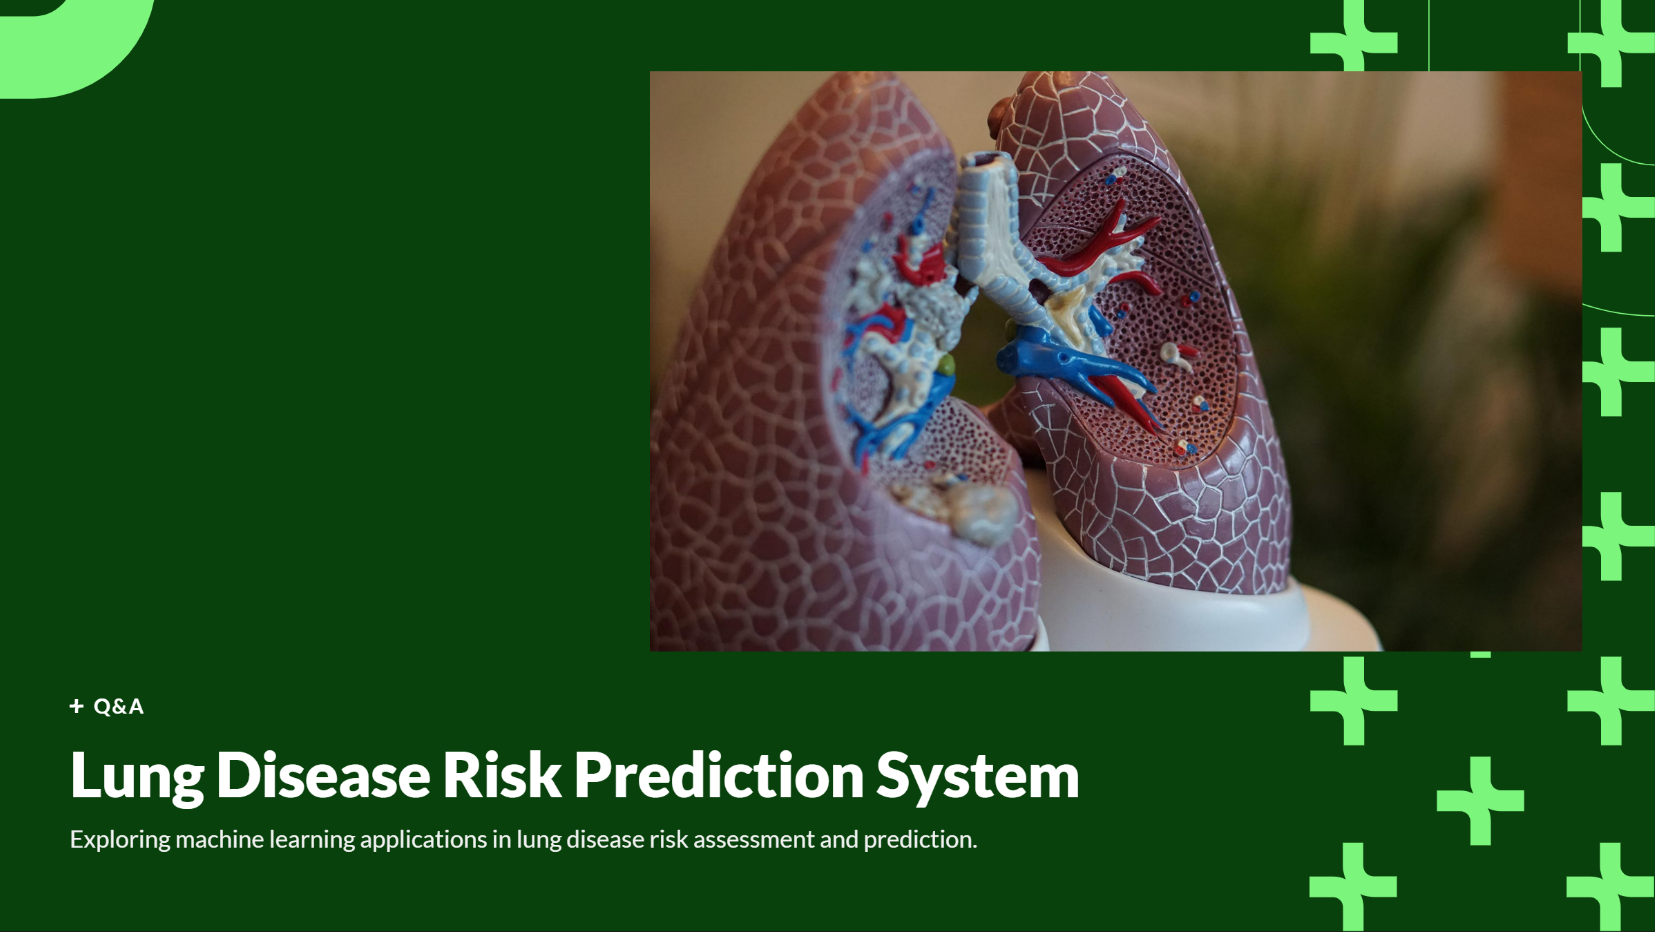 + Q&A
Lung Disease Risk Prediction System
Exploring machine learning applications in lung disease risk assessment and prediction.